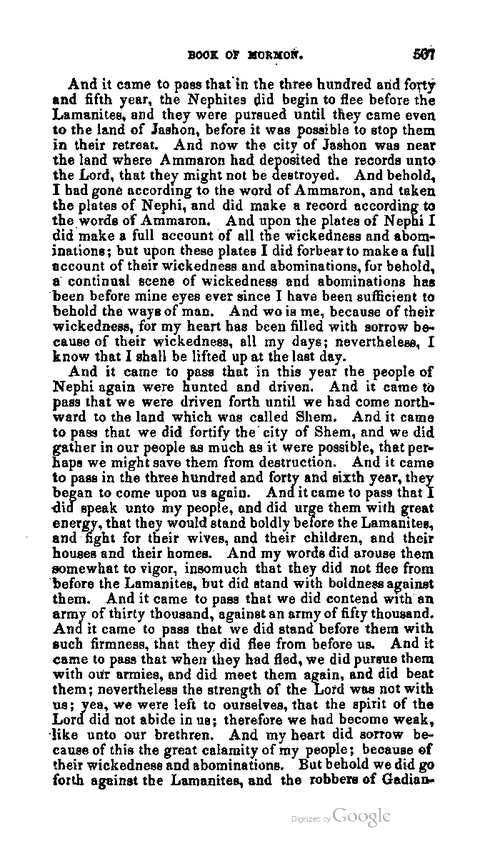 BOOK OF MORMON. 507
And it came to pass that in the three hundred and forty
and fifth year, the Nephites did begin to flee before the
Lamanites, and they were pursued until they came even
to the land of Jashon, before it was possible to stop them
in their retreat. And now the city of Jashon was near
the land where Ammaron had deposited the records unto
the Lord, that they might not be destroyed. And behold,
I had gone according to the word of Ammaron, and taken
the plates of Nephi, and did make a record according to
the words of Ammaron. And upon the plates of Nephi I
did make a full account of all the wickedness and abom-
inations; but upon these plates I did forbear to make a full
account of their wickedness and abominations, for behold,
a continual scene of wickedness and abominations has
been before mine eyes ever since I have been sufficient to
behold the ways of man. And wo is me, because of their
wickedness, for my heart has been filled with sorrow be-
cause of their wickedness, all my days; nevertheless, I
know that I shall be lifted up at the last day.
And it came to pass that in this year the people of
Nephi again were hunted and driven. And it came to
pass that we were driven forth until we had come north-
ward to the land which was called Shem. And it came
to pass that we did fortify the city of Shem, and we did
gather in our people as much as it were possible, that per-
haps we might save them from destruction. And it came
to pass in the three hundred and forty and sixth year, they
began to come upon us again. And it came to pass that I
did speak unto my people, and did urge them with great
energy, that they would stand boldly before the Lamanites,
and fight for their wives, and their children, and their
houses and their homes. And my words did arouse them
somewhat to vigor, insomuch that they did not flee from
before the Lamanites, but did stand with boldness against
them. And it came to pass that we did contend with an
army of thirty thousand, against an army of fifty thousand.
And it came to pass that we did stand before them with
such firmness, that they did flee from before us. And it
came to pass that when they had fled, we did pursue them
with our armies, and did meet them again, and did beat
them; nevertheless the strength of the Lord was not with
us; yea, we were left to ourselves, that the spirit of the
Lord did not abide in us; therefore we had become weak,
like unto our brethren. And my heart did sorrow be-
cause of this the great calamity of my people; because of
their wickedness and abominations. But behold we did go
forth against the Lamanites, and the robbers of Gadian-
Digitized by Google